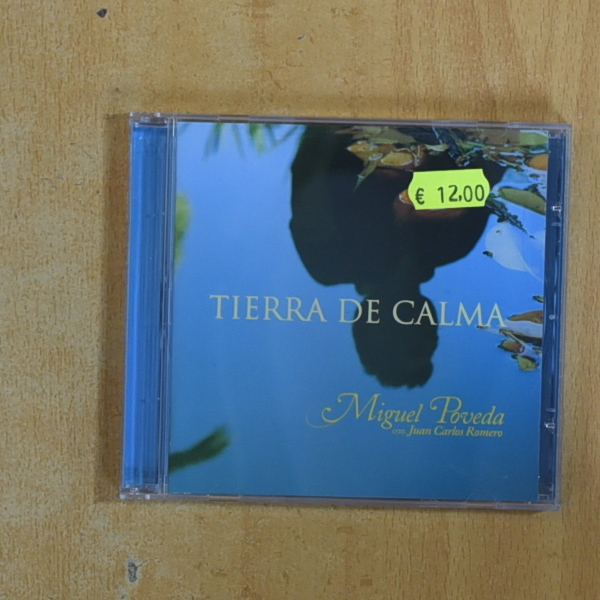 € 12,00
TIERRA DE CALMA
Miguel Poveda
con Juan Carlos Romero